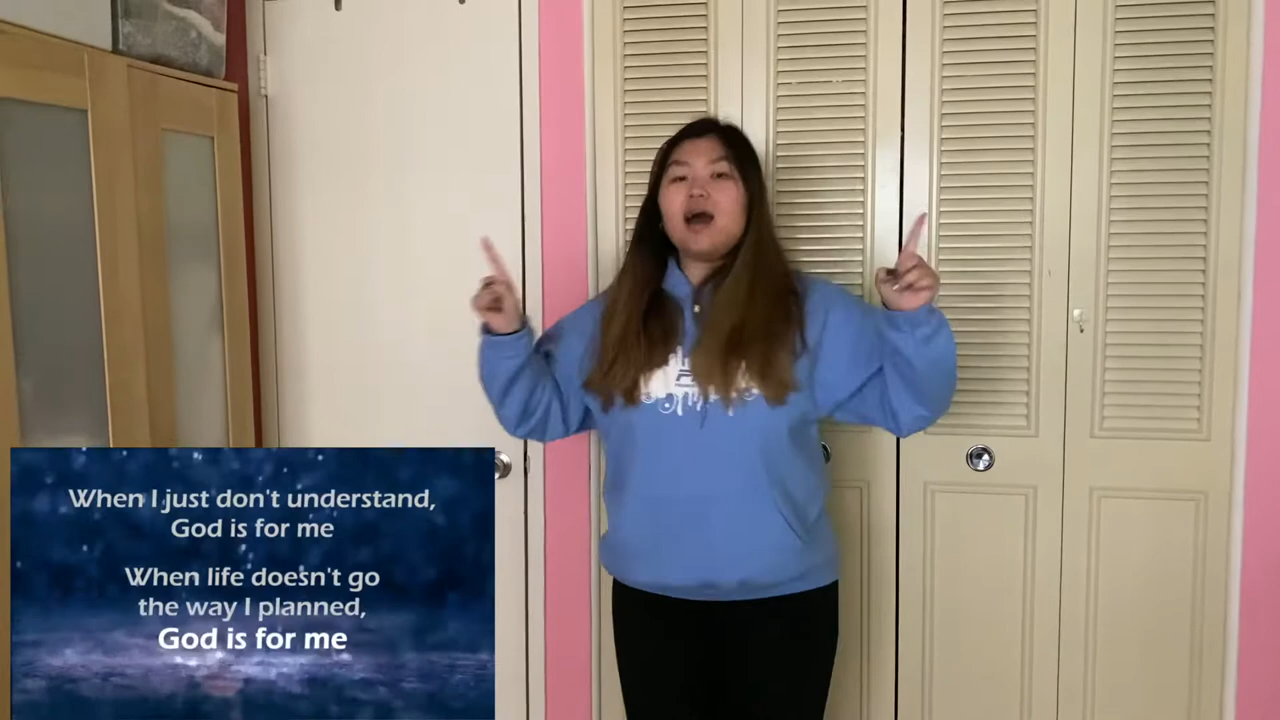 When I just don't understand,
God is for me
When life doesn't go
the way I planned,
God is for me